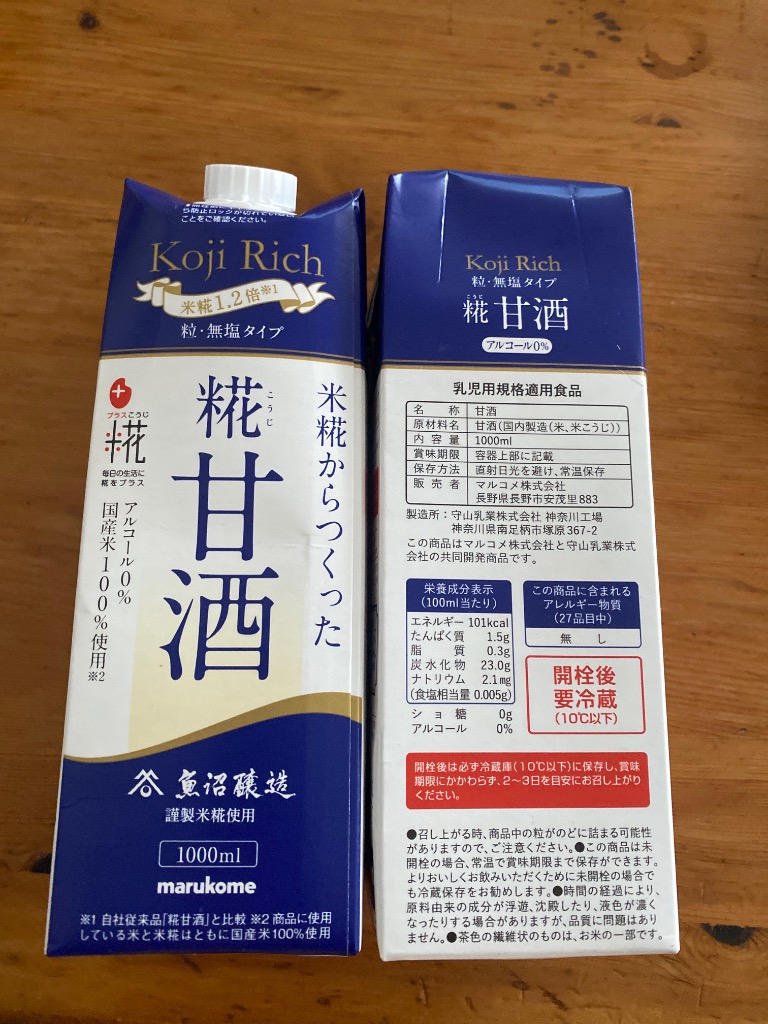 ち防止ロックが切れている
ことをご確認ください。
Koji Rich
米糀1.2倍※1
粒・無塩タイプ
プラスこうじ
糀
毎日の生活に
糀をプラス
米糀からつくった
糀甘酒
こうじ
アルコール0%
国産米100%使用※2
魚沼醸造
謹製米糀使用
1000ml
marukome
※1 自社従来品「糀甘酒」と比較 ※2 商品に使用
している米と米糀はともに国産米100%使用
Koji Rich
粒・無塩タイプ
こうじ
糀 甘酒
アルコール0%
乳児用規格適用食品
名称 甘酒
原材料名 甘酒(国内製造(米、米こうじ))
内容量 1000ml
賞味期限 容器上部に記載
保存方法 直射日光を避け、常温保存
販売者 マルコメ株式会社
長野県長野市安茂里883
製造所：守山乳業株式会社 神奈川工場
神奈川県南足柄市塚原367-2
この商品はマルコメ株式会社と守山乳業株式
会社の共同開発商品です。
栄養成分表示
(100ml当たり)
エネルギー 101kcal
たんぱく質 1.5g
脂質 0.3g
炭水化物 23.0g
ナトリウム 2.1mg
(食塩相当量 0.005g)
ショ糖 0g
アルコール 0%
この商品に含まれる
アレルギー物質
(27品目中)
無し
開栓後
要冷蔵
(10℃以下)
開栓後は必ず冷蔵庫(10℃以下)に保存し、賞味
期限にかかわらず、2～3日を目安にお召し上がり
ください。
●召し上がる時、商品中の粒がのどに詰まる可能性
がありますので、ご注意ください。●この商品は未
開栓の場合、常温で賞味期限まで保存ができます。
よりおいしくお飲みいただくために未開栓の場合で
も冷蔵保存をお勧めします。●時間の経過により、
原料由来の成分が浮遊、沈殿したり、液色が濃く
なったりする場合がありますが、品質に問題はあり
ません。●茶色の繊維状のものは、お米の一部です。